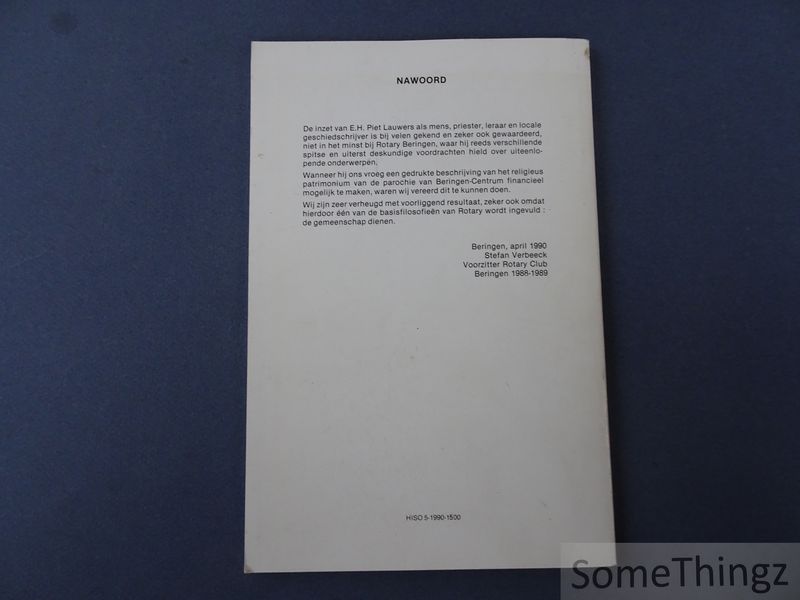 NAWOORD
De inzet van E.H. Piet Lauwers als mens, priester, leraar en locale
geschiedschrijver is bij velen gekend en zeker ook gewaardeerd,
niet in het minst bij Rotary Beringen, waar hij reeds verschillende
spitse en uiterst deskundige voordrachten hield over uiteenlo-
pende onderwerpen.
Wanneer hij ons vroeg een gedrukte beschrijving van het religieus
patrimonium van de parochie van Beringen-Centrum financieel
mogelijk te maken, waren wij vereerd dit te kunnen doen.
Wij zijn zeer verheugd met voorliggend resultaat, zeker ook omdat
hierdoor één van de basisfilosofieën van Rotary wordt ingevuld :
de gemeenschap dienen.
Beringen, april 1990
Stefan Verbeeck
Voorzitter Rotary Club
Beringen 1988-1989
HISO 5-1990-1500
SomeThingz